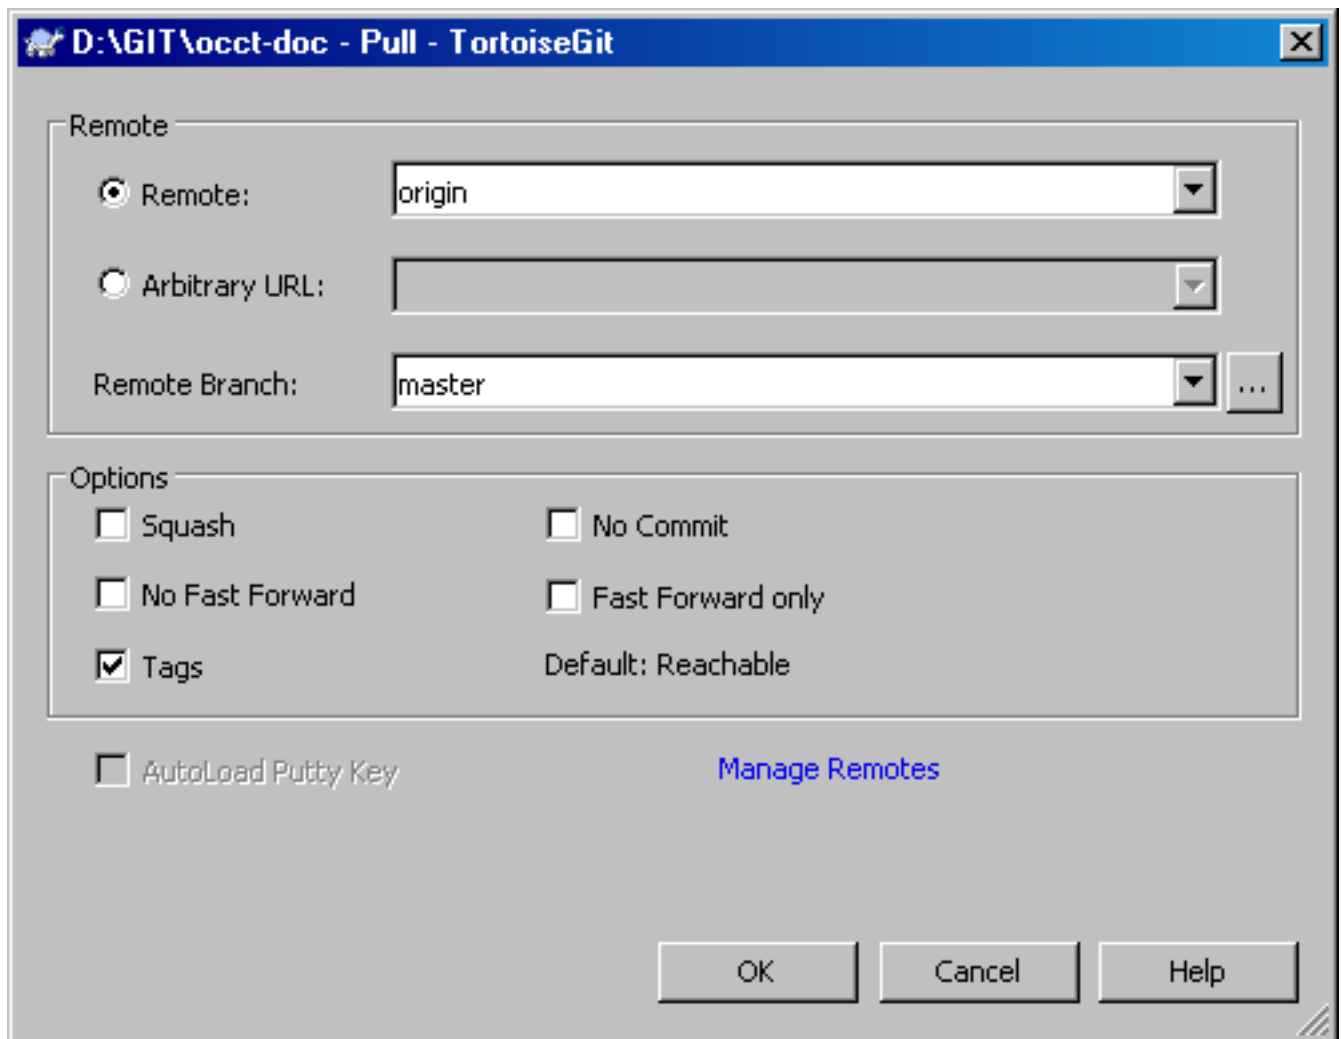 D:\GIT\occt-doc - Pull - TortoiseGit
Remote
Remote: origin
Arbitrary URL:
Remote Branch: master ...
Options
Squash No Commit
No Fast Forward Fast Forward only
Tags Default: Reachable
AutoLoad Putty Key Manage Remotes
OK Cancel Help